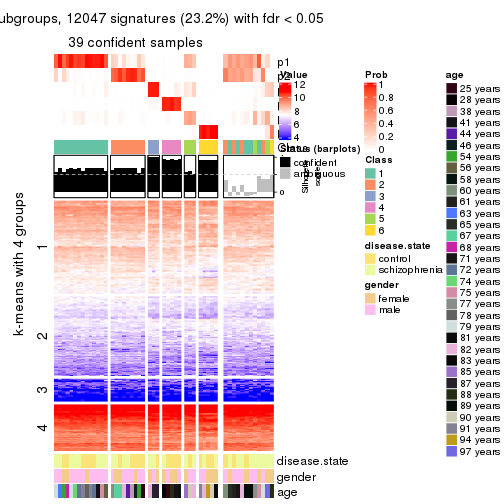 ubgroups, 12047 signatures (23.2%) with fdr < 0.05
39 confident samples
p1
Value
12
10
8
6
4
Prob
1
0.8
0.6
0.4
0.2
0
Status (barplots)
confident
ambiguous
Class
1
2
3
4
5
6
disease.state
control
schizophrenia
gender
female
male
age
25 years
28 years
38 years
41 years
44 years
46 years
54 years
56 years
58 years
60 years
61 years
63 years
65 years
67 years
68 years
71 years
72 years
74 years
75 years
77 years
78 years
79 years
81 years
82 years
83 years
85 years
87 years
88 years
89 years
90 years
91 years
94 years
97 years
k-means with 4 groups
1
2
3
4
0
disease.state
gender
age